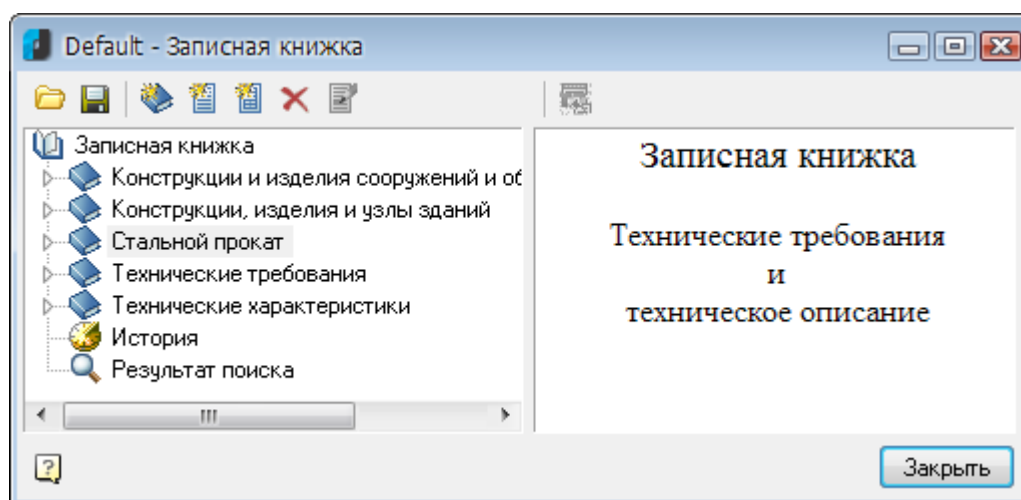 Default - Записная книжка
Записная книжка
Конструкции и изделия сооружений и об
Конструкции, изделия и узлы зданий
Стальной прокат
Технические требования
Технические характеристики
История
Результат поиска
Записная книжка
Технические требования
и
техническое описание
?
Закрыть